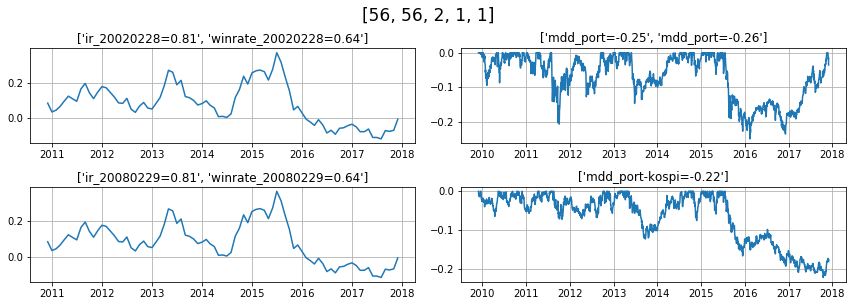 [56, 56, 2, 1, 1]
['ir_20020228=0.81', 'winrate_20020228=0.64']
0.2
0.0
2011 2012 2013 2014 2015 2016 2017 2018
['mdd_port=-0.25', 'mdd_port=-0.26']
0.0
−0.1
−0.2
2010 2011 2012 2013 2014 2015 2016 2017 2018
['ir_20080229=0.81', 'winrate_20080229=0.64']
0.2
0.0
2011 2012 2013 2014 2015 2016 2017 2018
['mdd_port-kospi=-0.22']
0.0
−0.1
−0.2
2010 2011 2012 2013 2014 2015 2016 2017 2018